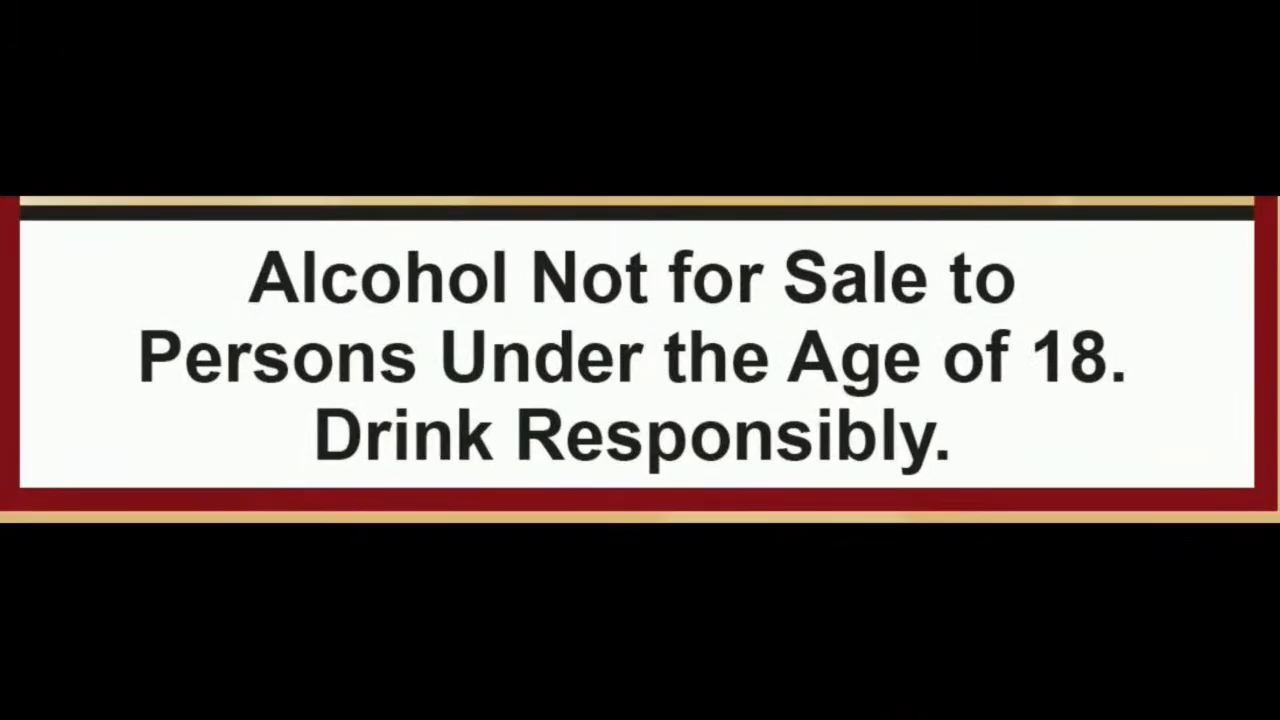 Alcohol Not for Sale to
Persons Under the Age of 18.
Drink Responsibly.